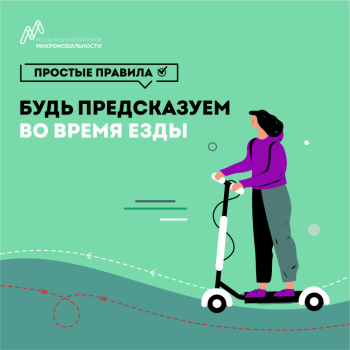 АССОЦИАЦИЯ ОПЕРАТОРОВ
МИКРОМОБИЛЬНОСТИ
ПРОСТЫЕ ПРАВИЛА
БУДЬ ПРЕДСКАЗУЕМ
ВО ВРЕМЯ ЕЗДЫ